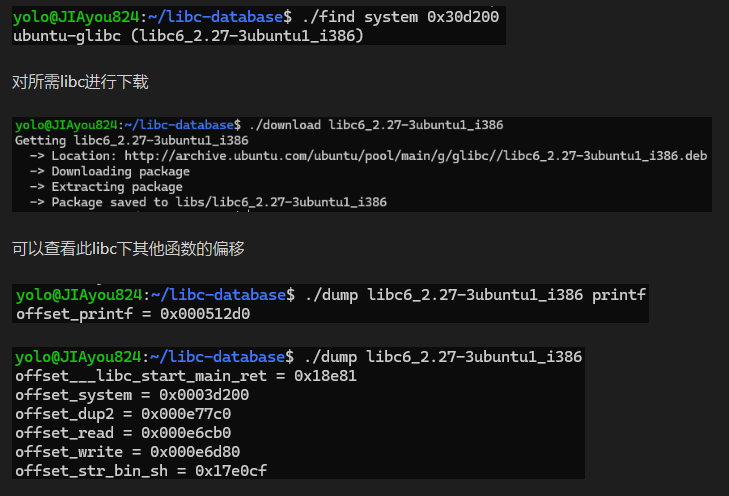 yolo@JIAyou824:~/libc-database$ ./find system 0x30d200
ubuntu-glibc (libc6_2.27-3ubuntu1_i386)
对所需libc进行下载
yolo@JIAyou824:~/libc-database$ ./download libc6_2.27-3ubuntu1_i386
Getting libc6_2.27-3ubuntu1_i386
-> Location: http://archive.ubuntu.com/ubuntu/pool/main/g/glibc//libc6_2.27-3ubuntu1_i386.deb
-> Downloading package
-> Extracting package
-> Package saved to libs/libc6_2.27-3ubuntu1_i386
可以查看此libc下其他函数的偏移
yolo@JIAyou824:~/libc-database$ ./dump libc6_2.27-3ubuntu1_i386 printf
offset_printf = 0x000512d0
yolo@JIAyou824:~/libc-database$ ./dump libc6_2.27-3ubuntu1_i386
offset___libc_start_main_ret = 0x18e81
offset_system = 0x0003d200
offset_dup2 = 0x000e77c0
offset_read = 0x000e6cb0
offset_write = 0x000e6d80
offset_str_bin_sh = 0x17e0cf